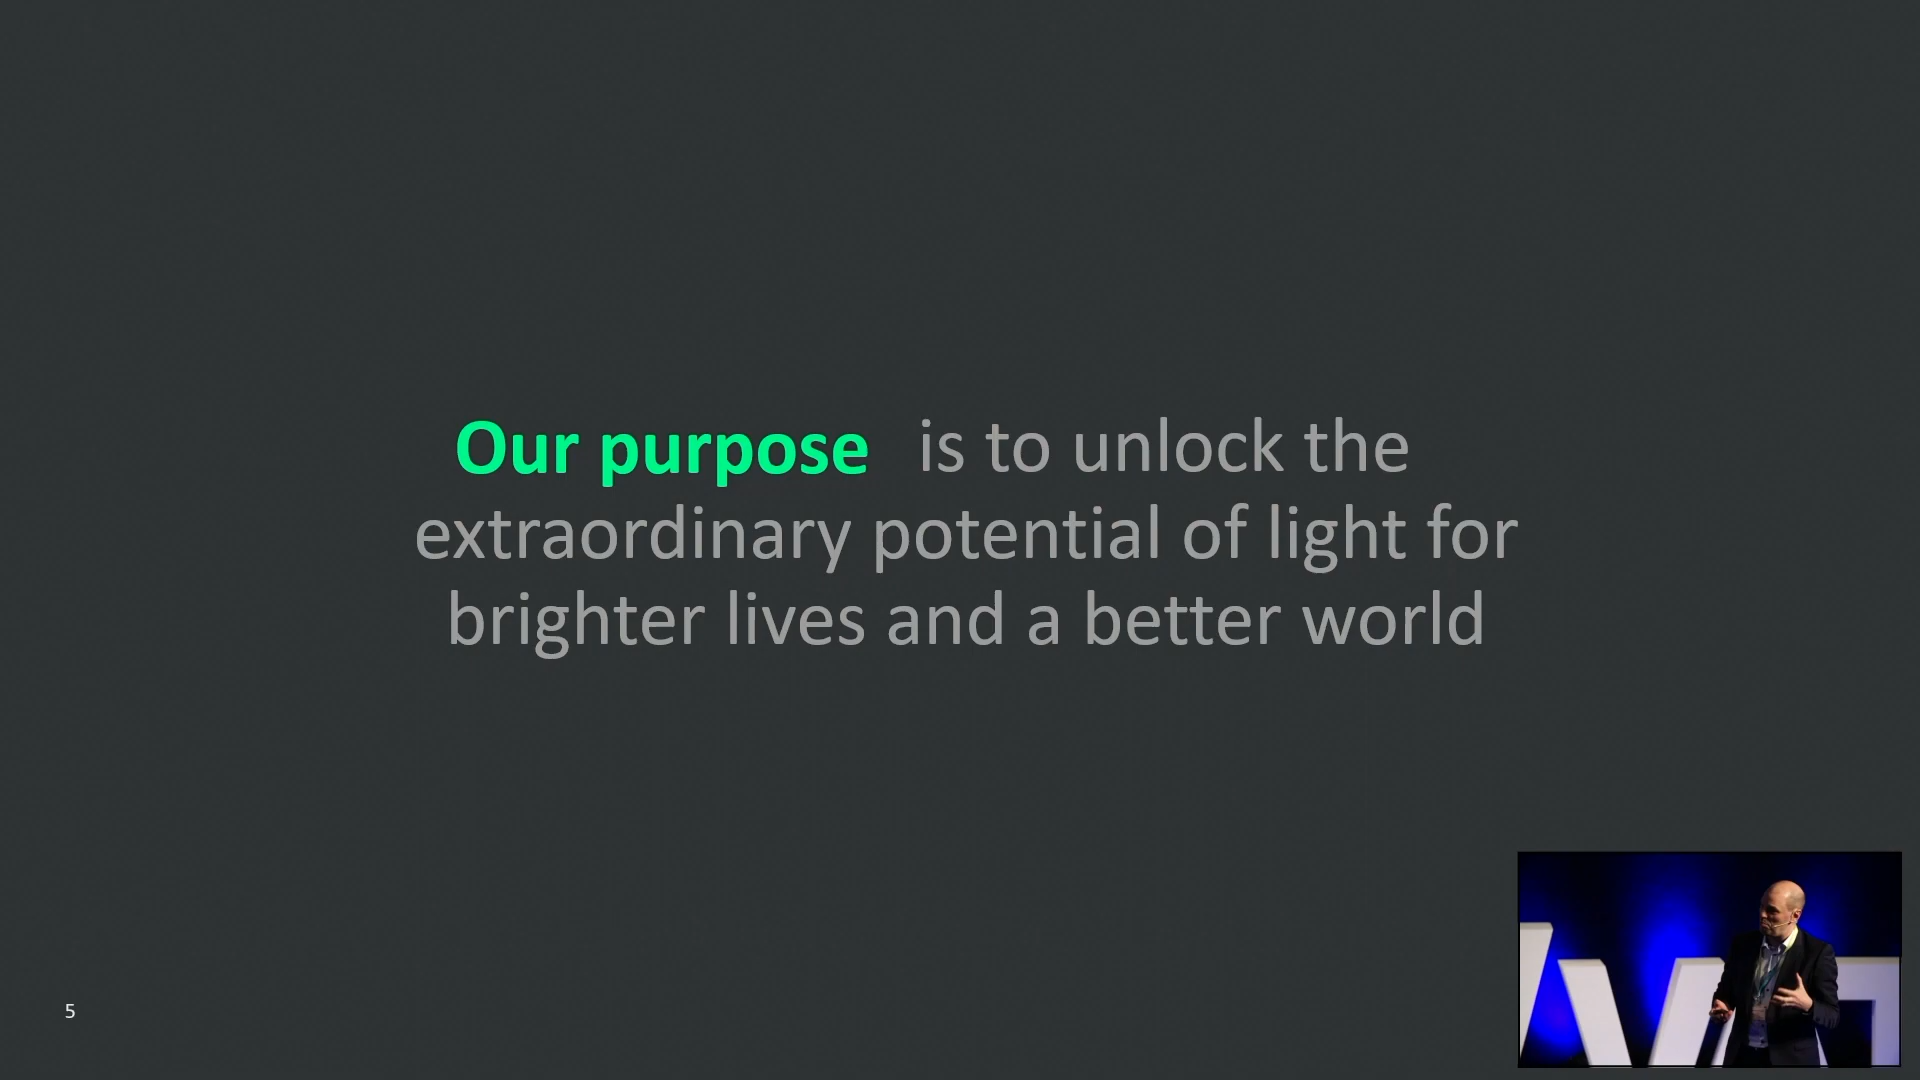 Our purpose is to unlock the
extraordinary potential of light for
brighter lives and a better world
5